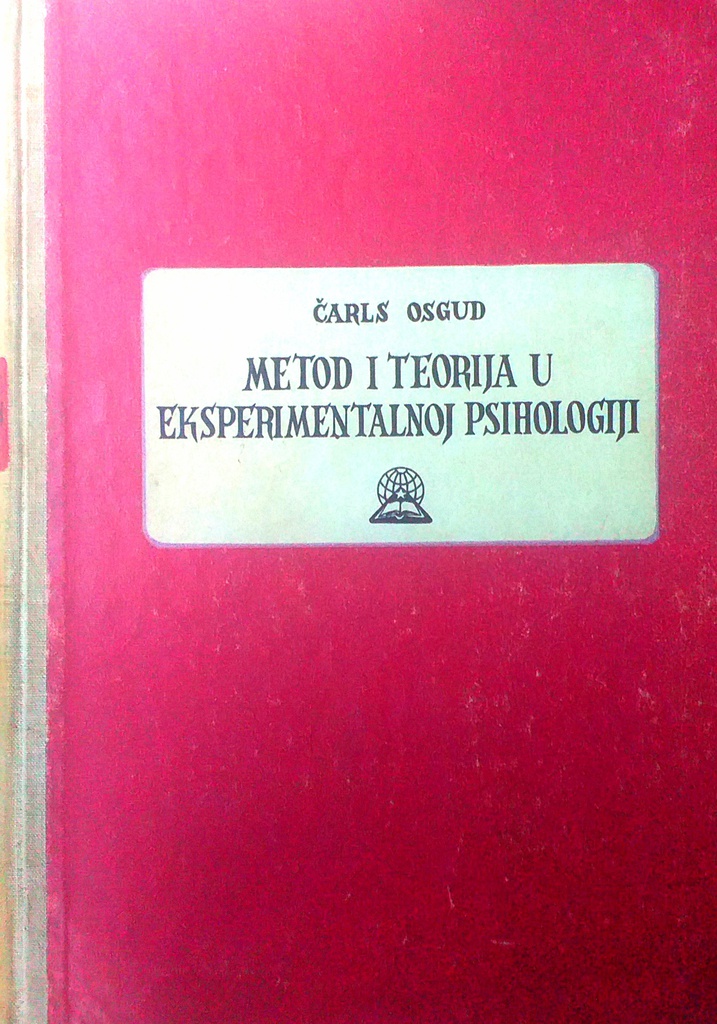 ČARLS OSGUD
METOD I TEORIJA U
EKSPERIMENTALNOJ PSIHOLOGIJI